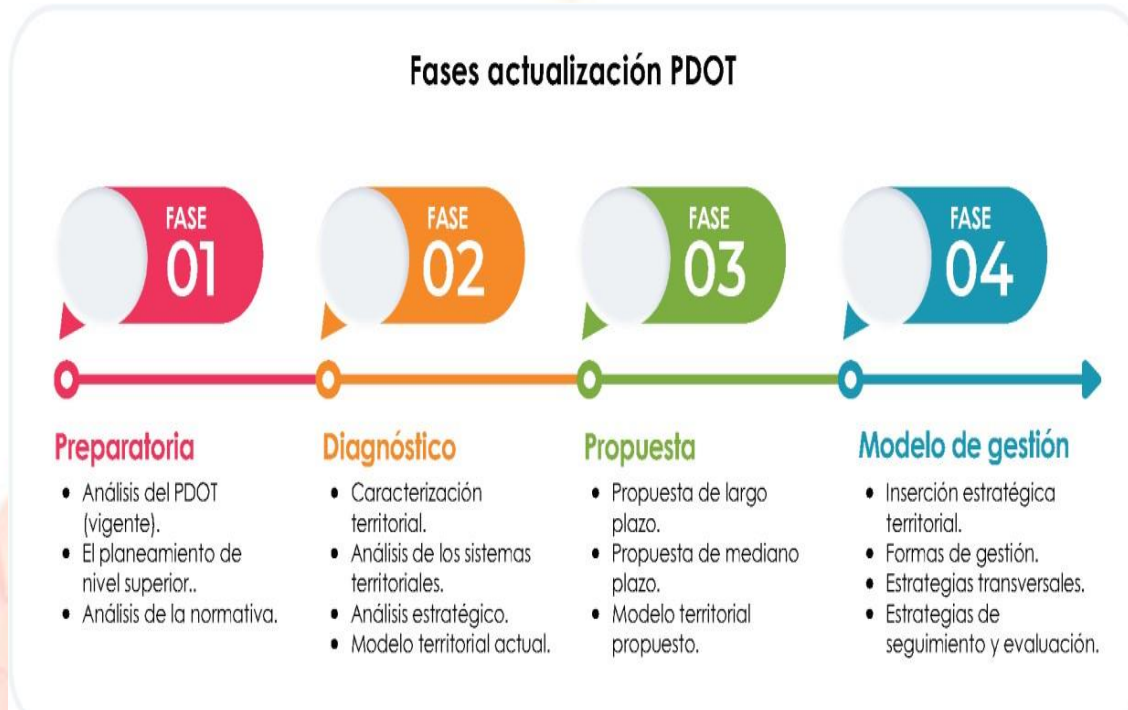 Fases actualización PDOT
FASE
01
FASE
02
FASE
03
FASE
04
Preparatoria
• Análisis del PDOT
(vigente).
• El planeamiento de
nivel superior..
• Análisis de la normativa.
Diagnóstico
• Caracterización
territorial.
• Análisis de los sistemas
territoriales.
• Análisis estratégico.
• Modelo territorial actual.
Propuesta
• Propuesta de largo
plazo.
• Propuesta de mediano
plazo.
• Modelo territorial
propuesto.
Modelo de gestión
• Inserción estratégica
territorial.
• Formas de gestión.
• Estrategias transversales.
• Estrategias de
seguimiento y evaluación.